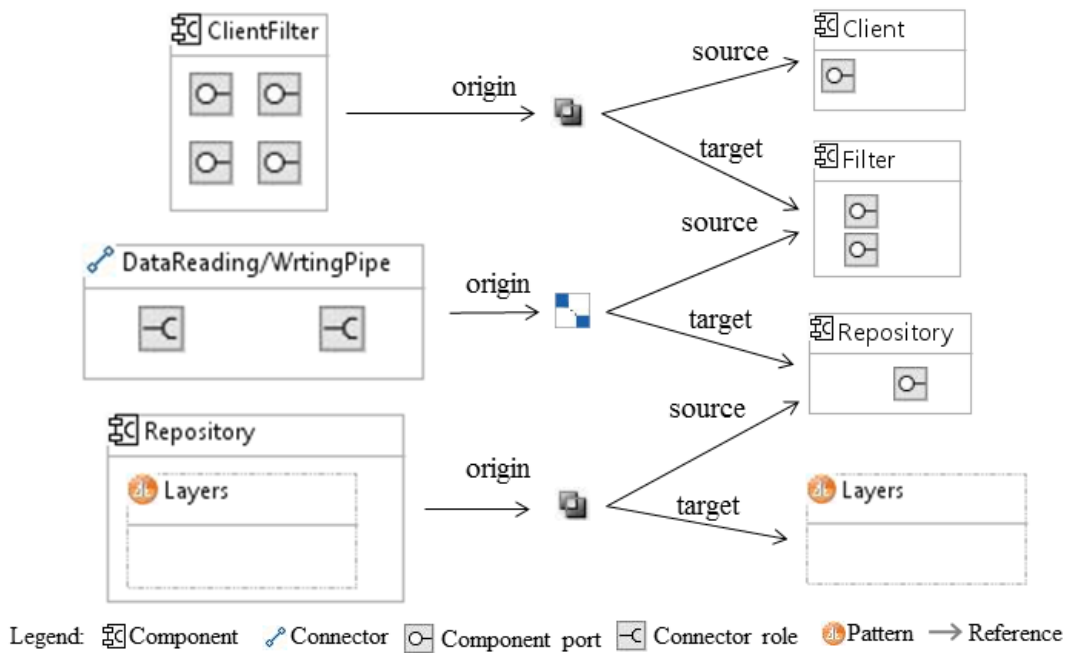 ClientFilter
origin
source
target
Client
Filter
DataReading/WrtingPipe
origin
source
target
Repository
Repository
Layers
origin
source
target
Layers
Legend: Component Connector Component port Connector role Pattern Reference